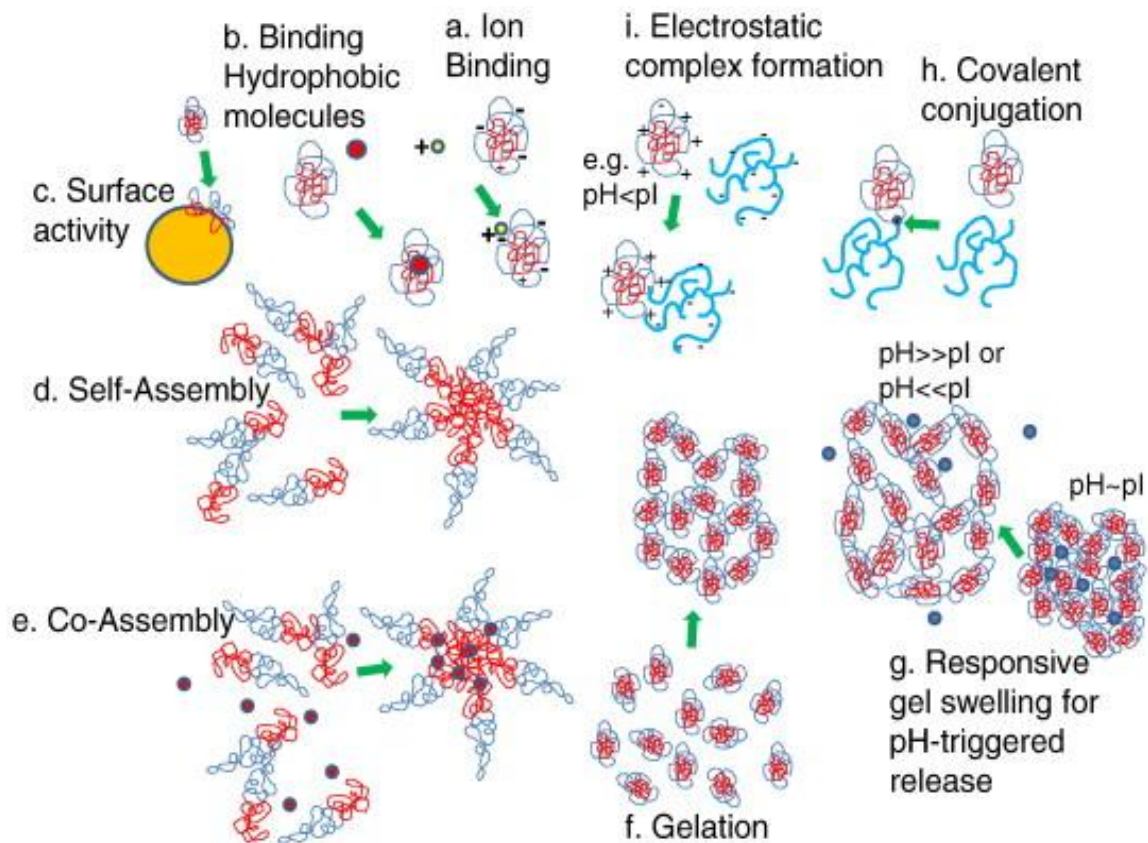 a. Ion
Binding
b. Binding
Hydrophobic
molecules
c. Surface
activity
d. Self-Assembly
e. Co-Assembly
f. Gelation
g. Responsive
gel swelling for
pH-triggered
release
pH>>pI or
pH<<pI
pH~pI
h. Covalent
conjugation
i. Electrostatic
complex formation
e.g.
pH<pI